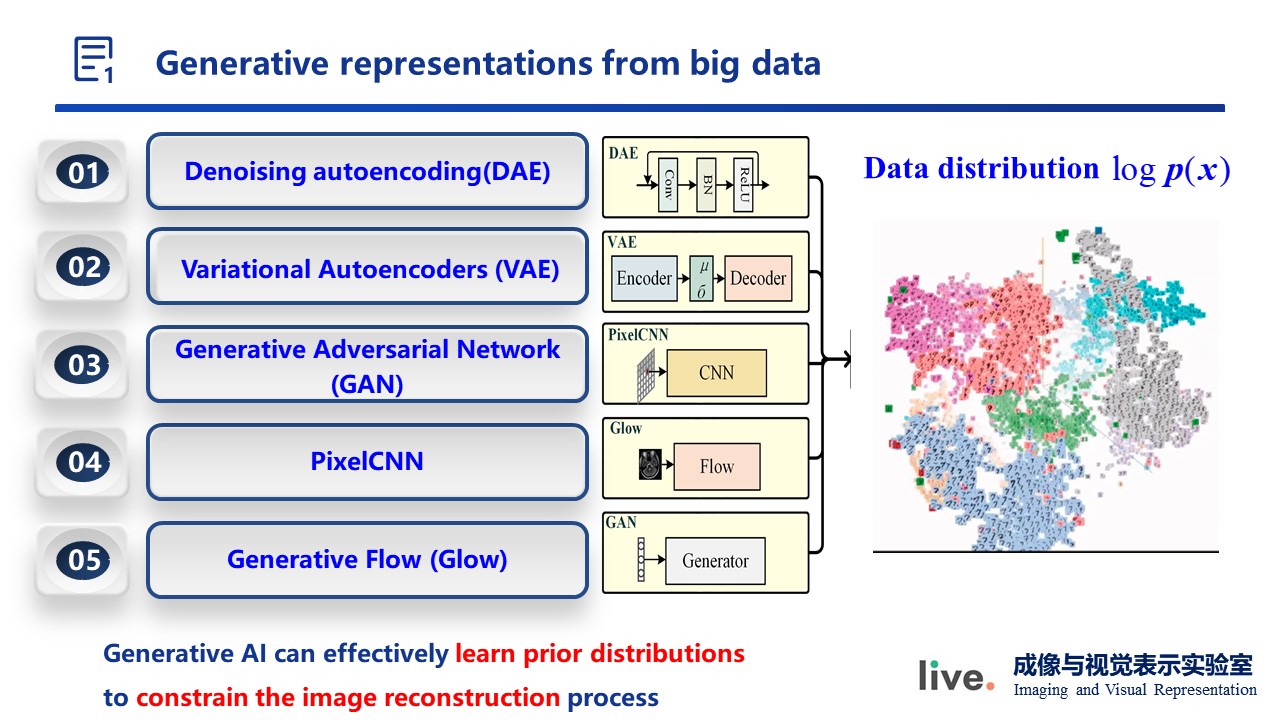 1
Generative representations from big data
01
Denoising autoencoding(DAE)
02
Variational Autoencoders (VAE)
03
Generative Adversarial Network
(GAN)
04
PixelCNN
05
Generative Flow (Glow)
DAE
Conv
BN
ReLU
VAE
Encoder
μ
б
Decoder
PixelCNN
CNN
Glow
Flow
GAN
Generator
Data distribution log p(x)
Generative AI can effectively learn prior distributions
to constrain the image reconstruction process
live.
成像与视觉表示实验室
Imaging and Visual Representation